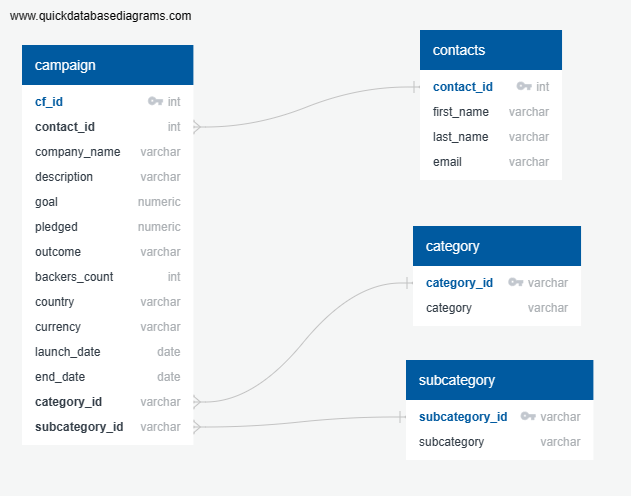 www.quickdatabasediagrams.com
campaign
cf_id int
contact_id int
company_name varchar
description varchar
goal numeric
pledged numeric
outcome varchar
backers_count int
country varchar
currency varchar
launch_date date
end_date date
category_id varchar
subcategory_id varchar
contacts
contact_id int
first_name varchar
last_name varchar
email varchar
category
category_id varchar
category varchar
subcategory
subcategory_id varchar
subcategory varchar